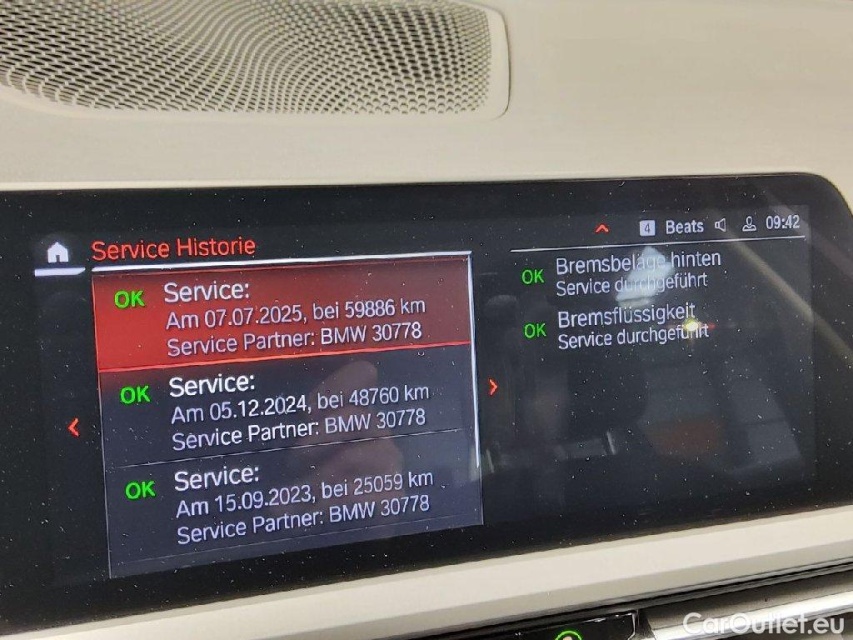 Service Historie
4 Beats 09:42
OK Service:
Am 07.07.2025, bei 59886 km
Service Partner: BMW 30778
OK Service:
Am 05.12.2024, bei 48760 km
Service Partner: BMW 30778
OK Service:
Am 15.09.2023, bei 25059 km
Service Partner: BMW 30778
OK Bremsbeläge hinten
Service durchgeführt
OK Bremsflüssigkeit
Service durchgeführt
CarOutlet.eu